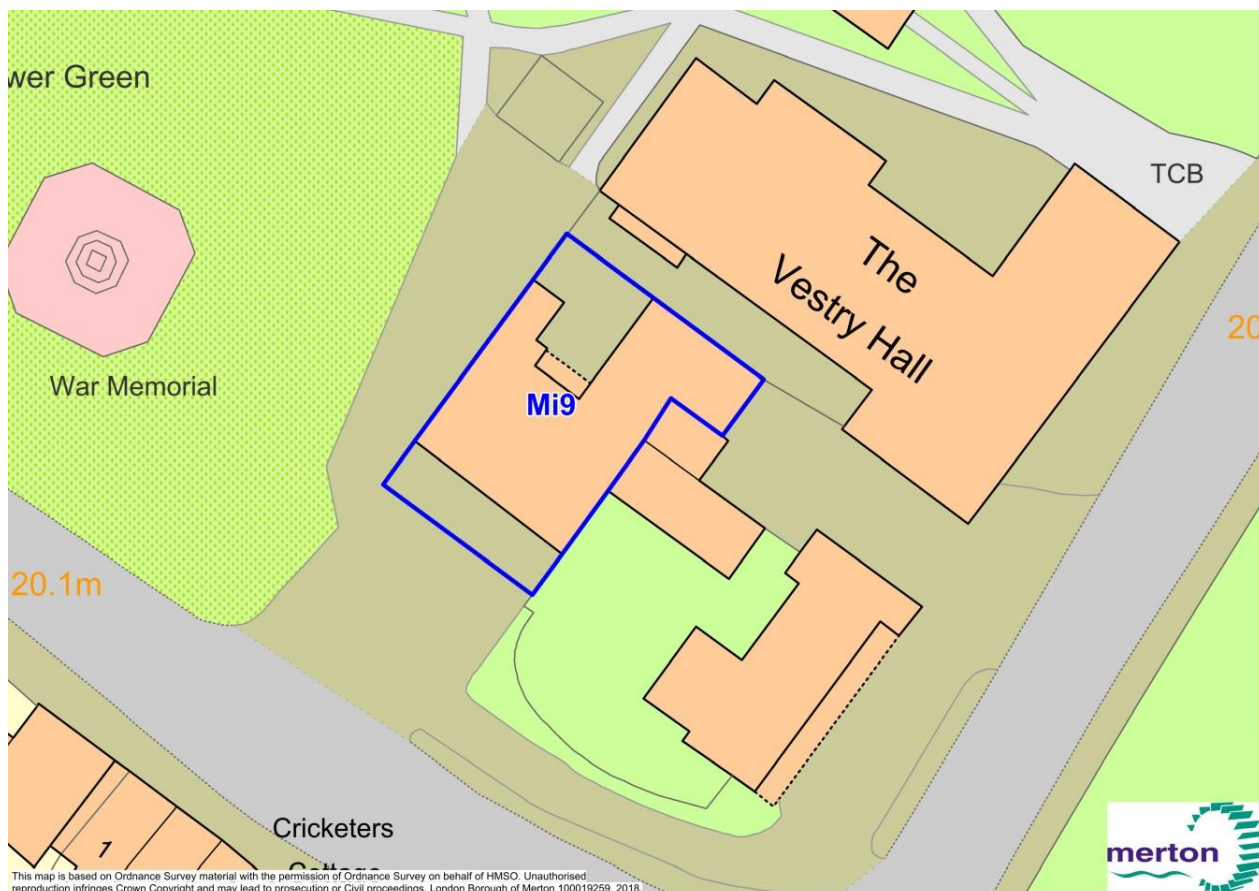 wer Green
TCB
The
Vestry Hall
20
War Memorial
Mi9
20.1m
1
Cricketers
Cottage
merton
This map is based on Ordnance Survey material with the permission of Ordnance Survey on behalf of HMSO. Unauthorised
reproduction infringes Crown Copyright and may lead to prosecution or Civil proceedings. London Borough of Merton 100019259. 2018.